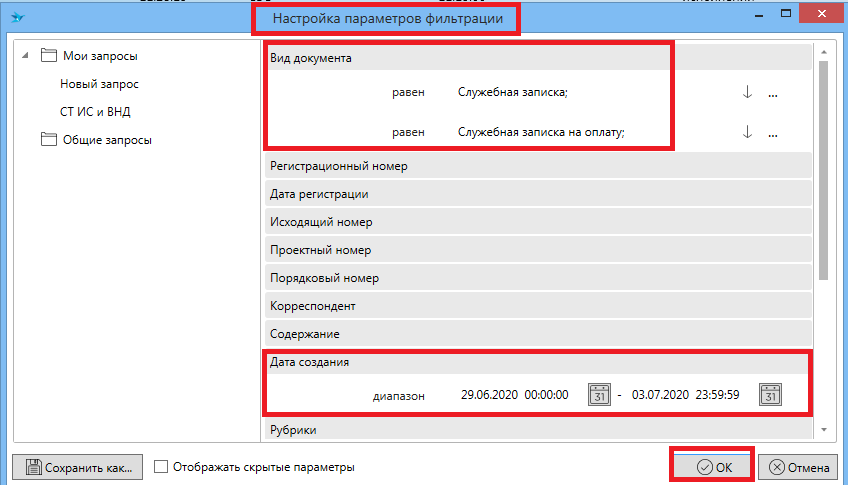 Настройка параметров фильтрации
Мои запросы
Новый запрос
СТ ИС и ВНД
Общие запросы
Вид документа
равен Служебная записка; ...
равен Служебная записка на оплату; ...
Регистрационный номер
Дата регистрации
Исходящий номер
Проектный номер
Порядковый номер
Корреспондент
Содержание
Дата создания
диапазон 29.06.2020 00:00:00 31 - 03.07.2020 23:59:59 31
Рубрики
Сохранить как... Отображать скрытые параметры ОК Отмена